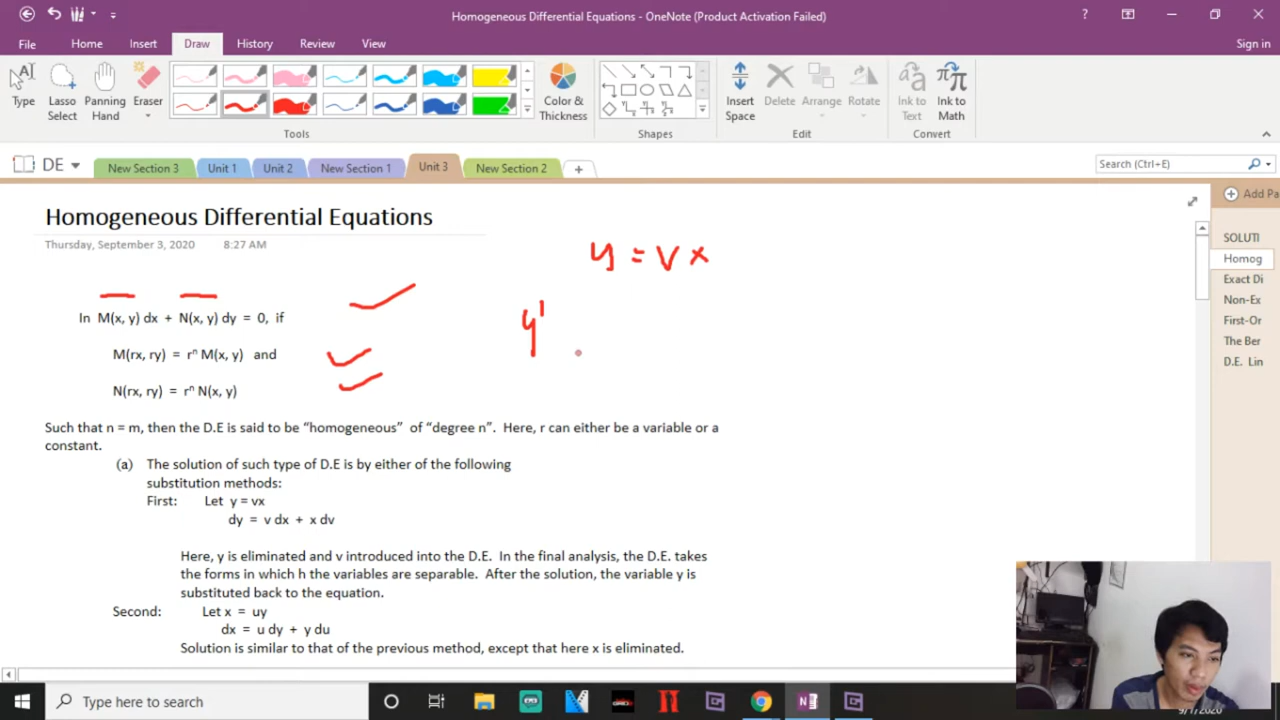 Homogeneous Differential Equations - OneNote (Product Activation Failed)
File Home Insert Draw History Review View Sign in
Type
Lasso Select
Panning Hand
Eraser
Color & Thickness
Insert Space
Delete
Arrange
Rotate
Ink to Text
Ink to Math
Tools Shapes Edit Convert
DE New Section 3 Unit 1 Unit 2 New Section 1 Unit 3 New Section 2 Search (Ctrl+E)
Add Pa
SOLUTI
Homog
Exact Di
Non-Ex
First-Or
The Ber
D.E. Lin
Homogeneous Differential Equations
Thursday, September 3, 2020 8:27 AM
y = v x
y'
In M(x, y) dx + N(x, y) dy = 0, if
M(rx, ry) = rⁿ M(x, y) and
N(rx, ry) = rⁿ N(x, y)
Such that n = m, then the D.E is said to be “homogeneous” of “degree n”. Here, r can either be a variable or a
constant.
(a) The solution of such type of D.E is by either of the following
substitution methods:
First: Let y = vx
dy = v dx + x dv
Here, y is eliminated and v introduced into the D.E. In the final analysis, the D.E. takes
the forms in which h the variables are separable. After the solution, the variable y is
substituted back to the equation.
Second: Let x = uy
dx = u dy + y du
Solution is similar to that of the previous method, except that here x is eliminated.
Type here to search